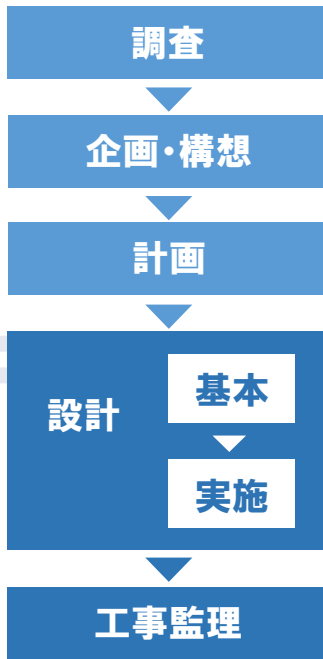 調査
企画・構想
計画
設計
基本
実施
工事監理